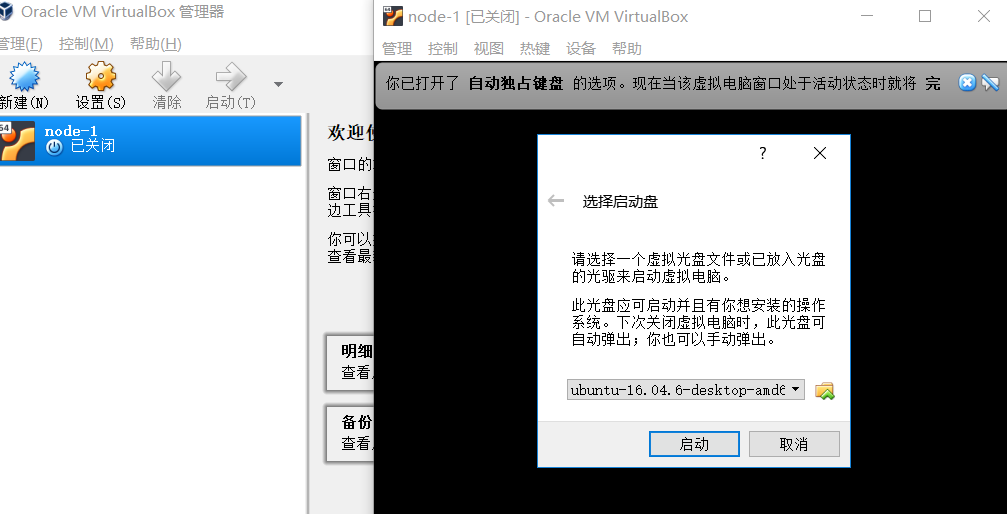 Oracle VM VirtualBox 管理器
管理(F) 控制(M) 帮助(H)
新建(N) 设置(S) 清除 启动(T)
64
node-1
已关闭
欢迎使
窗口的
窗口右
边工具
你可以
查看最
明细
查看
备份
查看
node-1 [已关闭] - Oracle VM VirtualBox
管理 控制 视图 热键 设备 帮助
你已打开了 自动独占键盘 的选项。现在当该虚拟电脑窗口处于活动状态时就将 完
?
选择启动盘
请选择一个虚拟光盘文件或已放入光盘
的光驱来启动虚拟电脑。
此光盘应可启动并且有你想安装的操作
系统。下次关闭虚拟电脑时，此光盘可
自动弹出；你也可以手动弹出。
ubuntu-16.04.6-desktop-amd6
启动 取消